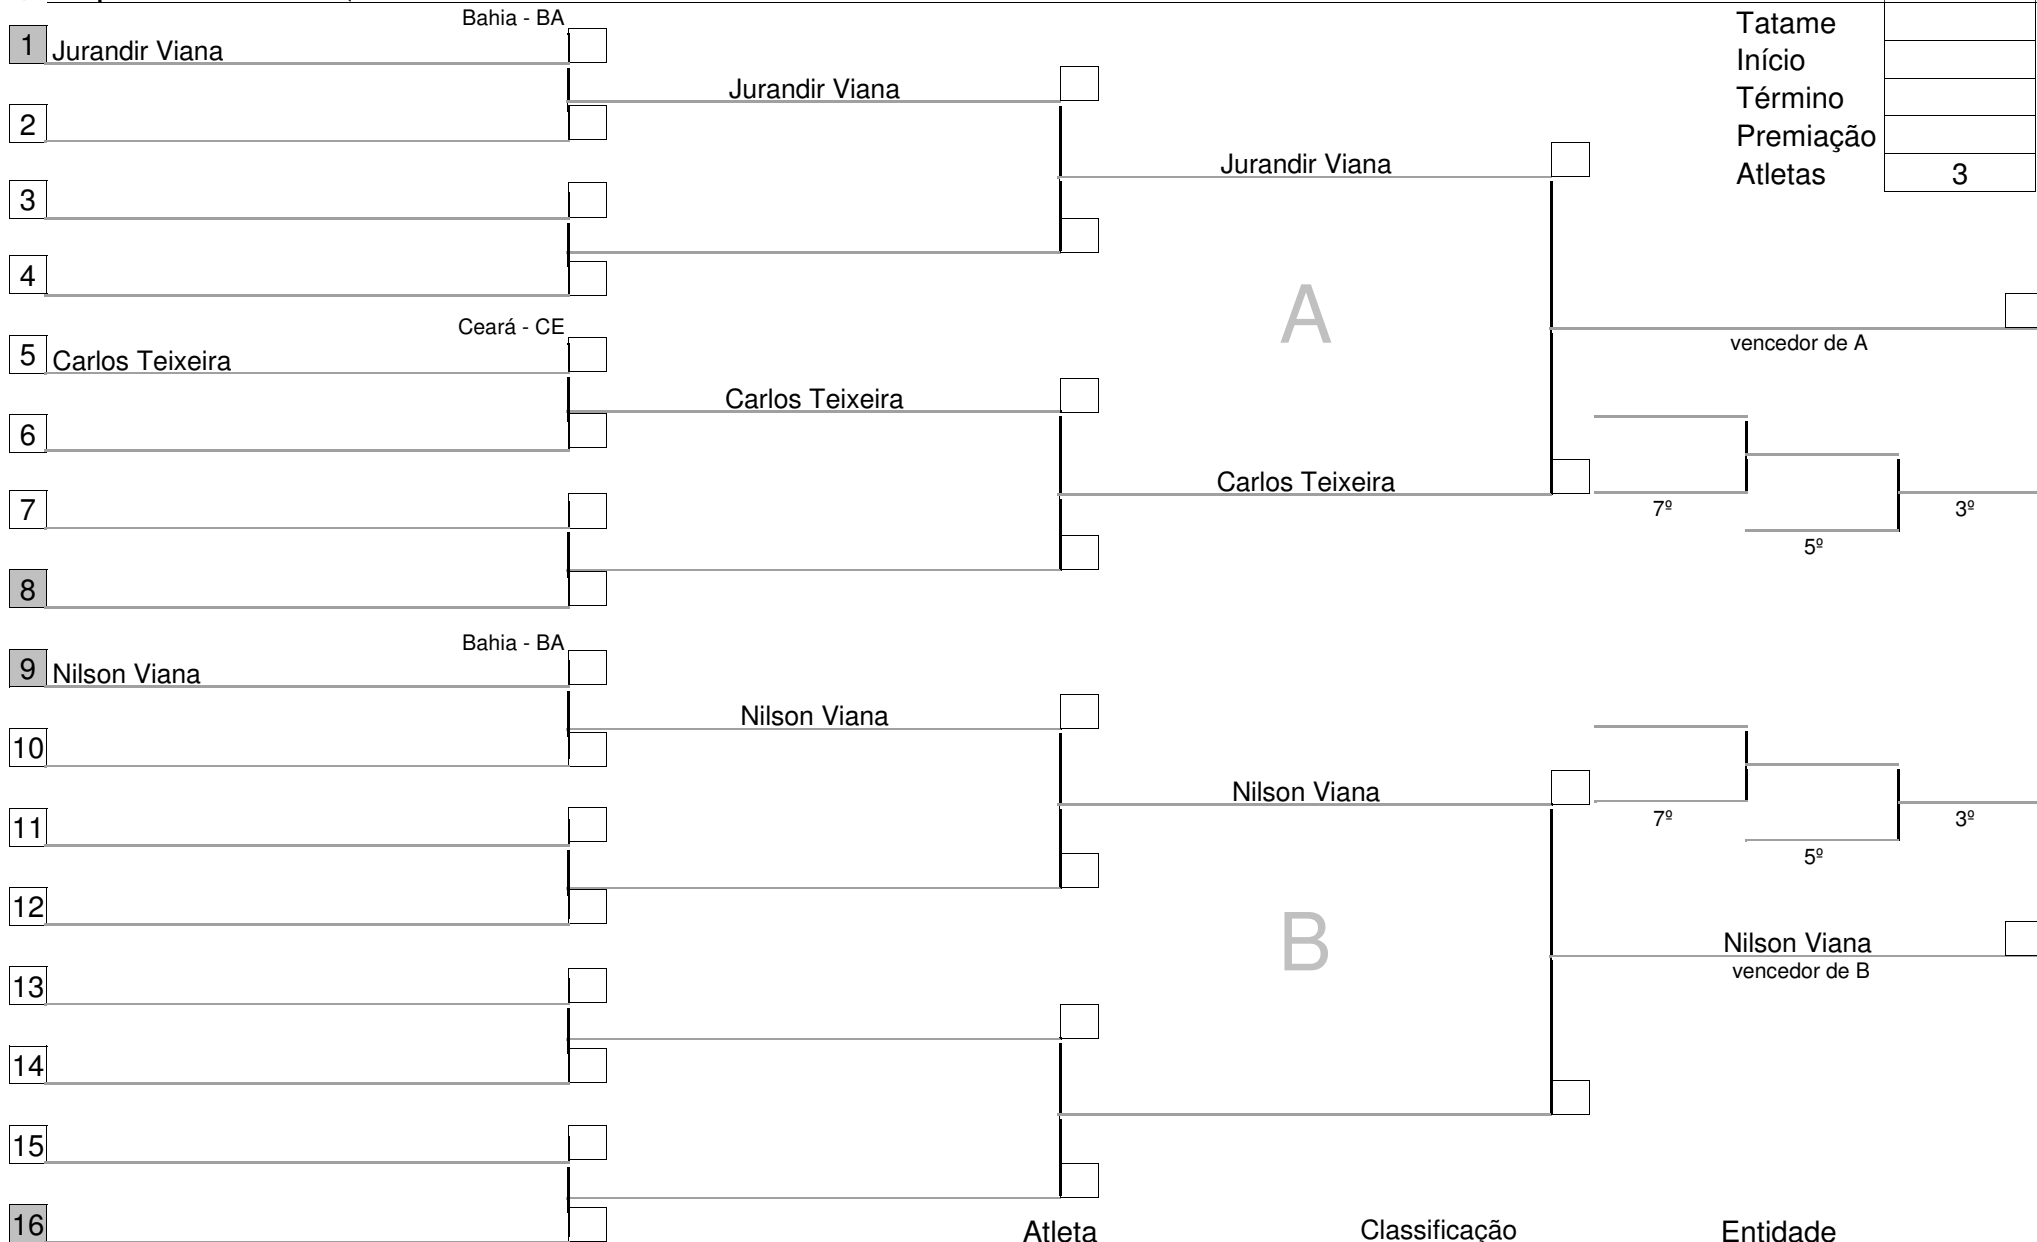 Bahia - BA
1 Jurandir Viana
Jurandir Viana
2
Jurandir Viana
3
4
Tatame
Início
Término
Premiação
Atletas 3
A
Ceará - CE
5 Carlos Teixeira
Carlos Teixeira
6
Carlos Teixeira
7
8
vencedor de A
7º
3º
5º
Bahia - BA
9 Nilson Viana
Nilson Viana
10
Nilson Viana
11
12
7º
3º
5º
B
Nilson Viana
vencedor de B
13
14
15
16
Atleta Classificação Entidade